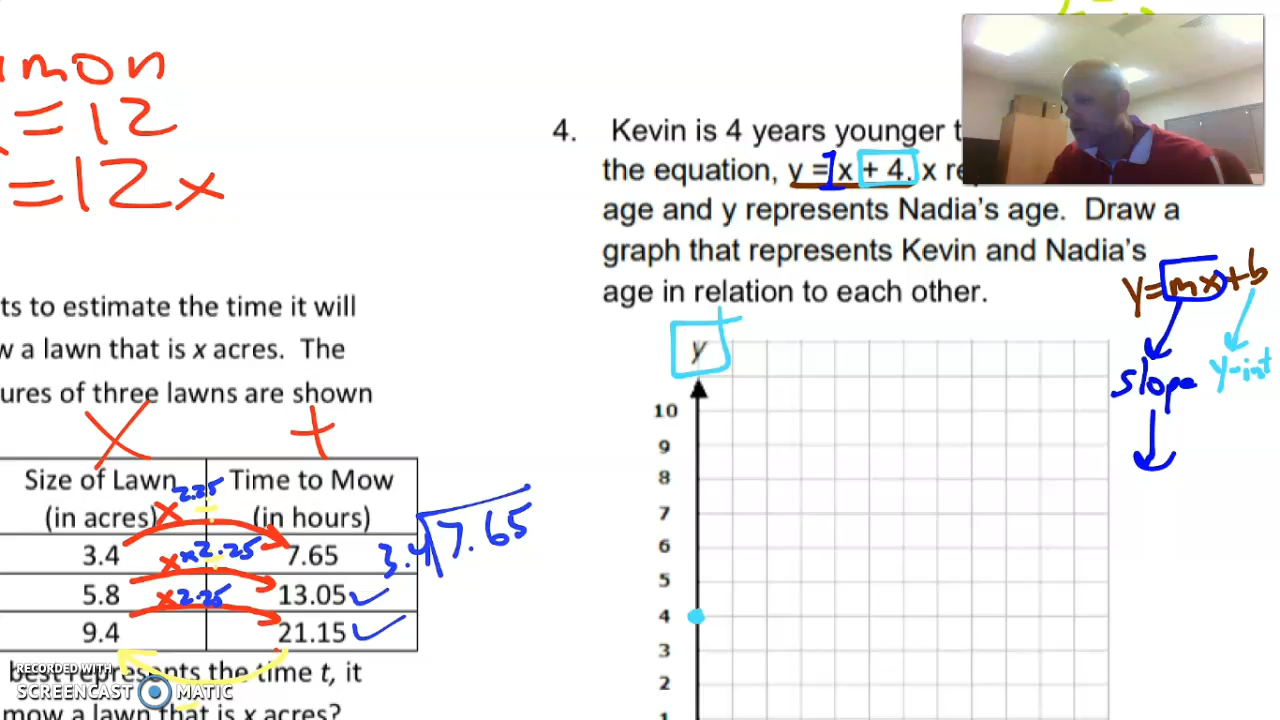 mon
= 12
= 12x
ts to estimate the time it will
w a lawn that is x acres. The
ures of three lawns are shown
X t
Size of Lawn Time to Mow
(in acres) (in hours)
x 2.25
3.4 x 2.25 7.65
5.8 x 2.25 13.05
9.4 21.15
3.4 7.65
best represents the time t, it
mow a lawn that is x acres?
RECORDED WITH
SCREENCAST MATIC
4. Kevin is 4 years younger t
the equation, y = 1x + 4. x re
age and y represents Nadia's age. Draw a
graph that represents Kevin and Nadia's
age in relation to each other.
y=mx+b
slope
y-int
y
10
9
8
7
6
5
4
3
2
1